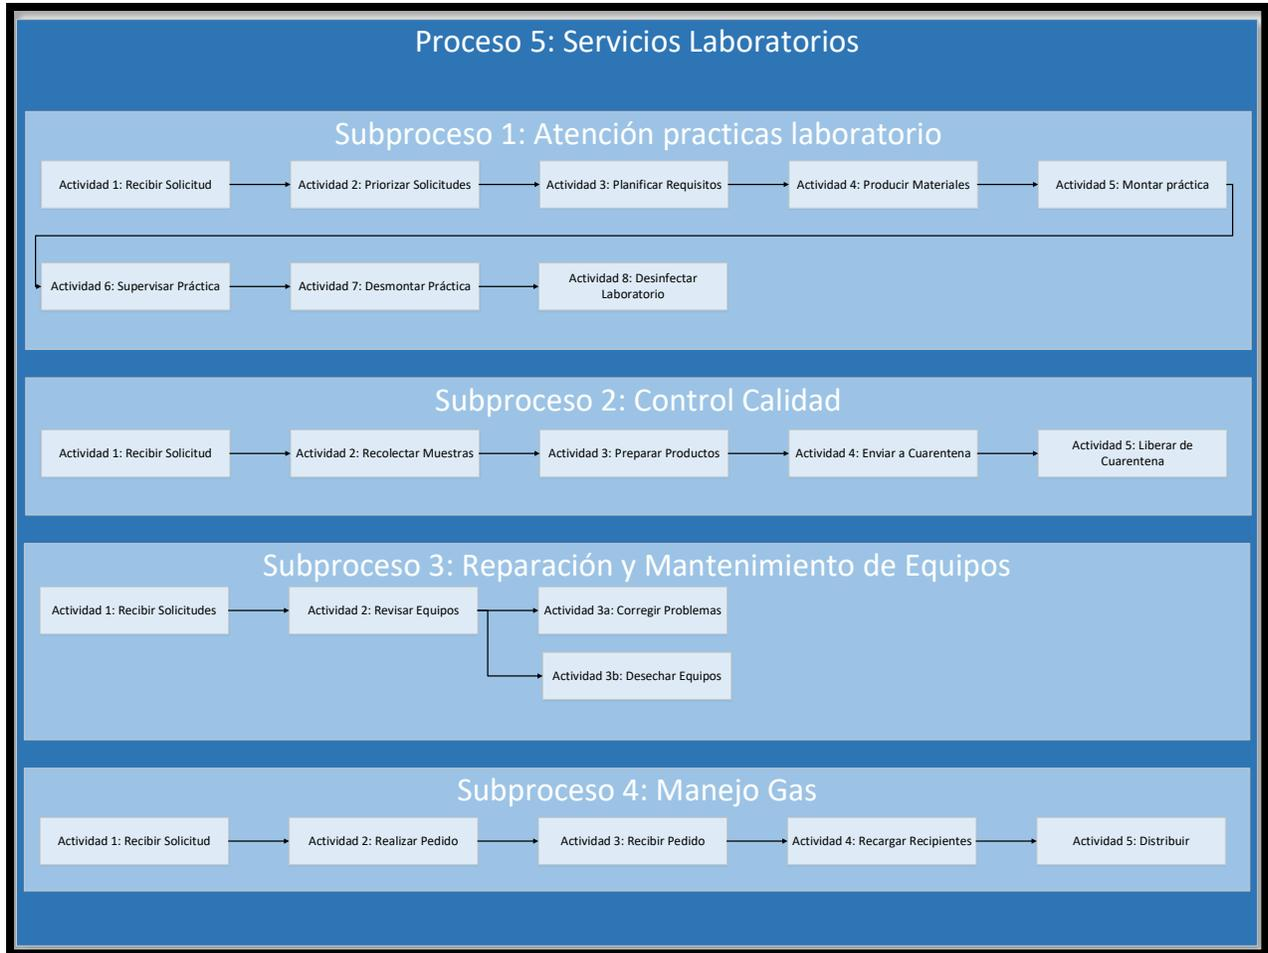 Proceso 5: Servicios Laboratorios
Subproceso 1: Atención practicas laboratorio
Actividad 1: Recibir Solicitud
Actividad 2: Priorizar Solicitudes
Actividad 3: Planificar Requisitos
Actividad 4: Producir Materiales
Actividad 5: Montar práctica
Actividad 6: Supervisar Práctica
Actividad 7: Desmontar Práctica
Actividad 8: Desinfectar
Laboratorio
Subproceso 2: Control Calidad
Actividad 1: Recibir Solicitud
Actividad 2: Recolectar Muestras
Actividad 3: Preparar Productos
Actividad 4: Enviar a Cuarentena
Actividad 5: Liberar de
Cuarentena
Subproceso 3: Reparación y Mantenimiento de Equipos
Actividad 1: Recibir Solicitudes
Actividad 2: Revisar Equipos
Actividad 3a: Corregir Problemas
Actividad 3b: Desechar Equipos
Subproceso 4: Manejo Gas
Actividad 1: Recibir Solicitud
Actividad 2: Realizar Pedido
Actividad 3: Recibir Pedido
Actividad 4: Recargar Recipientes
Actividad 5: Distribuir